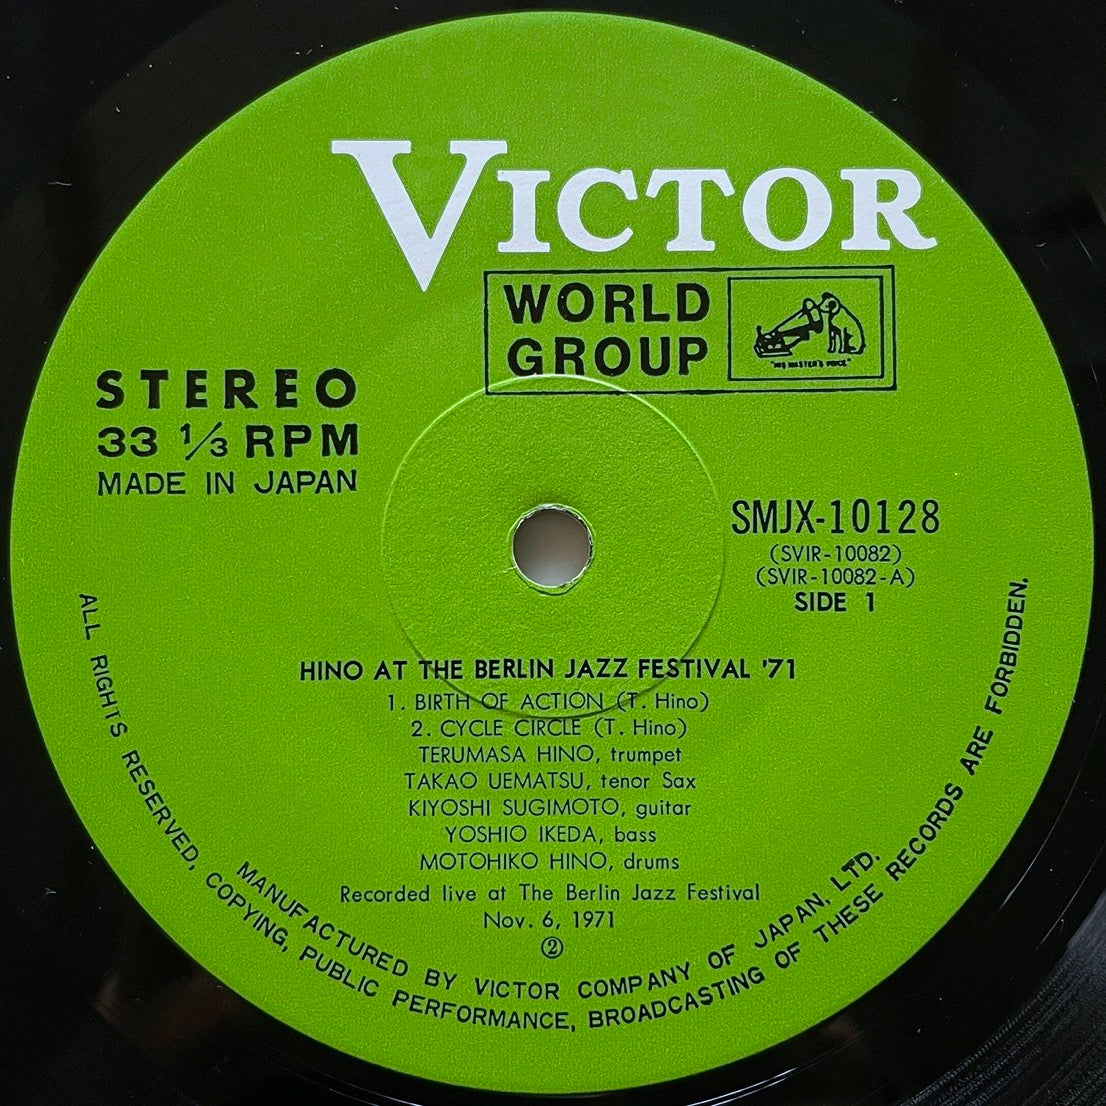 VICTOR
WORLD
GROUP
"HIS MASTER'S VOICE"
STEREO
33 1/3 RPM
MADE IN JAPAN
SMJX-10128
(SVIR-10082)
(SVIR-10082-A)
SIDE 1
HINO AT THE BERLIN JAZZ FESTIVAL '71
1. BIRTH OF ACTION (T. Hino)
2. CYCLE CIRCLE (T. Hino)
TERUMASA HINO, trumpet
TAKAO UEMATSU, tenor Sax
KIYOSHI SUGIMOTO, guitar
YOSHIO IKEDA, bass
MOTOHIKO HINO, drums
Recorded live at The Berlin Jazz Festival
Nov. 6, 1971
②
MANUFACTURED BY VICTOR COMPANY OF JAPAN, LTD.
ALL RIGHTS RESERVED, COPYING, PUBLIC PERFORMANCE, BROADCASTING OF THESE RECORDS ARE FORBIDDEN.